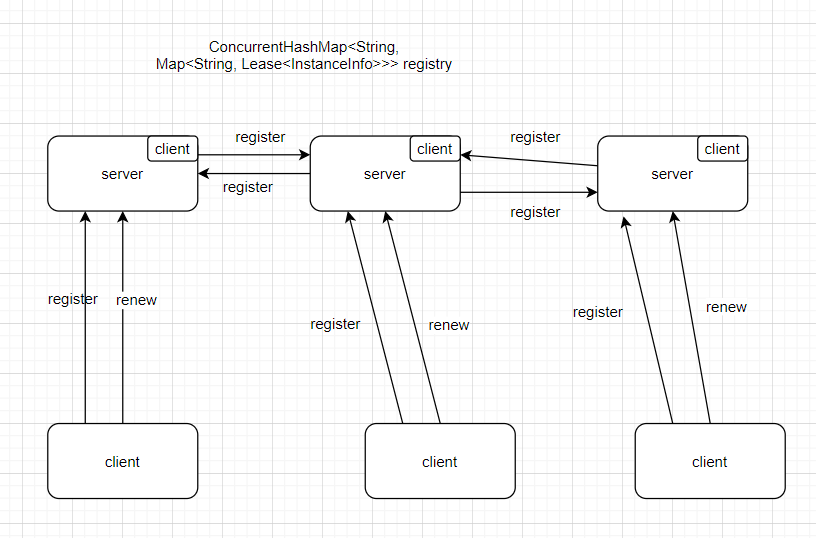 ConcurrentHashMap<String,
Map<String, Lease<InstanceInfo>>> registry
register
register
client
client
client
server
server
server
register
register
register
renew
register
renew
register
renew
client
client
client